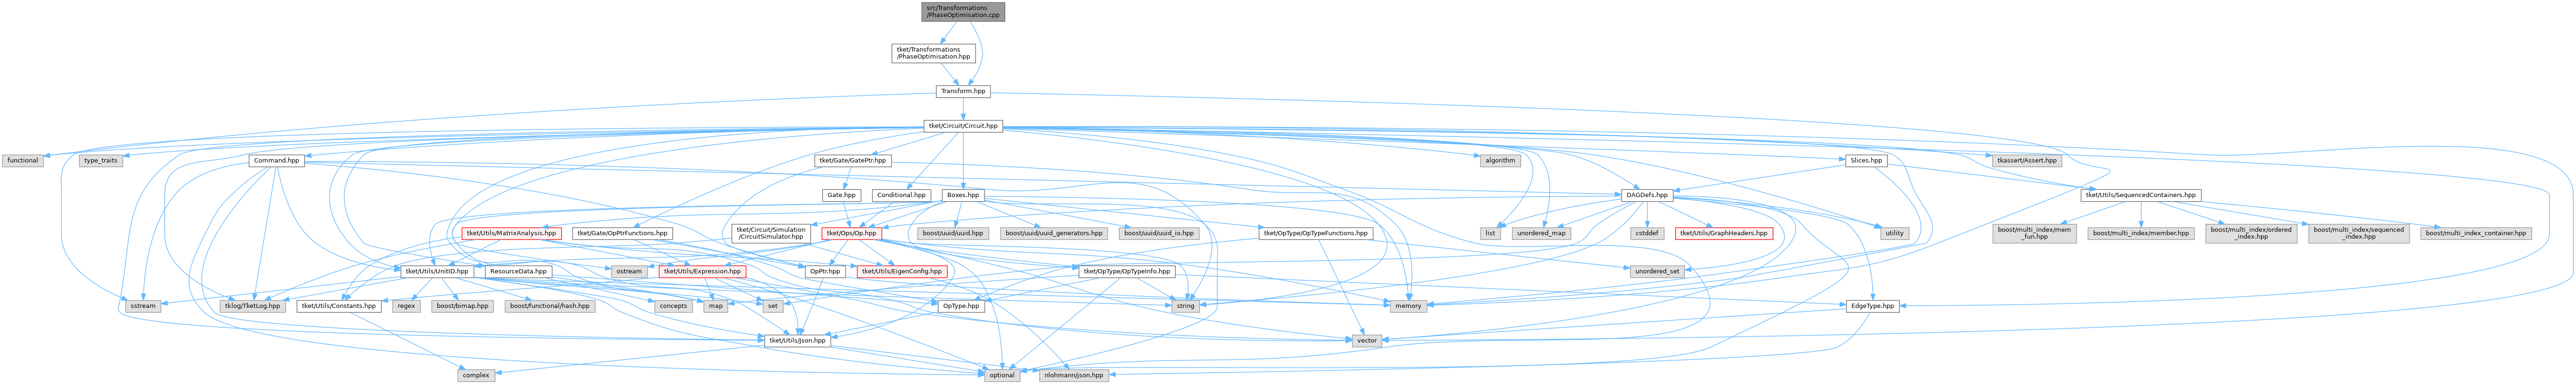 src/Transformations
/PhaseOptimisation.cpp
tket/Transformations
/PhaseOptimisation.hpp
Transform.hpp
tket/Circuit/Circuit.hpp
functional
type_traits
Command.hpp
tket/Gate/GatePtr.hpp
algorithm
Slices.hpp
tkassert/Assert.hpp
Gate.hpp
Conditional.hpp
Boxes.hpp
DAGDefs.hpp
tket/Utils/SequencedContainers.hpp
tket/Utils/MatrixAnalysis.hpp
tket/Gate/OpPtrFunctions.hpp
tket/Circuit/Simulation
/CircuitSimulator.hpp
tket/Ops/Op.hpp
boost/uuid/uuid.hpp
boost/uuid/uuid_generators.hpp
boost/uuid/uuid_io.hpp
tket/OpType/OpTypeFunctions.hpp
list
unordered_map
cstddef
tket/Utils/GraphHeaders.hpp
utility
boost/multi_index/mem
_fun.hpp
boost/multi_index/member.hpp
boost/multi_index/ordered
_index.hpp
boost/multi_index/sequenced
_index.hpp
boost/multi_index_container.hpp
tket/Utils/UnitID.hpp
ResourceData.hpp
ostream
tket/Utils/Expression.hpp
OpPtr.hpp
tket/Utils/EigenConfig.hpp
tket/OpType/OpTypeInfo.hpp
unordered_set
sstream
tklog/TketLog.hpp
tket/Utils/Constants.hpp
regex
boost/bimap.hpp
boost/functional/hash.hpp
concepts
map
set
OpType.hpp
string
memory
EdgeType.hpp
tket/Utils/Json.hpp
vector
complex
optional
nlohmann/json.hpp